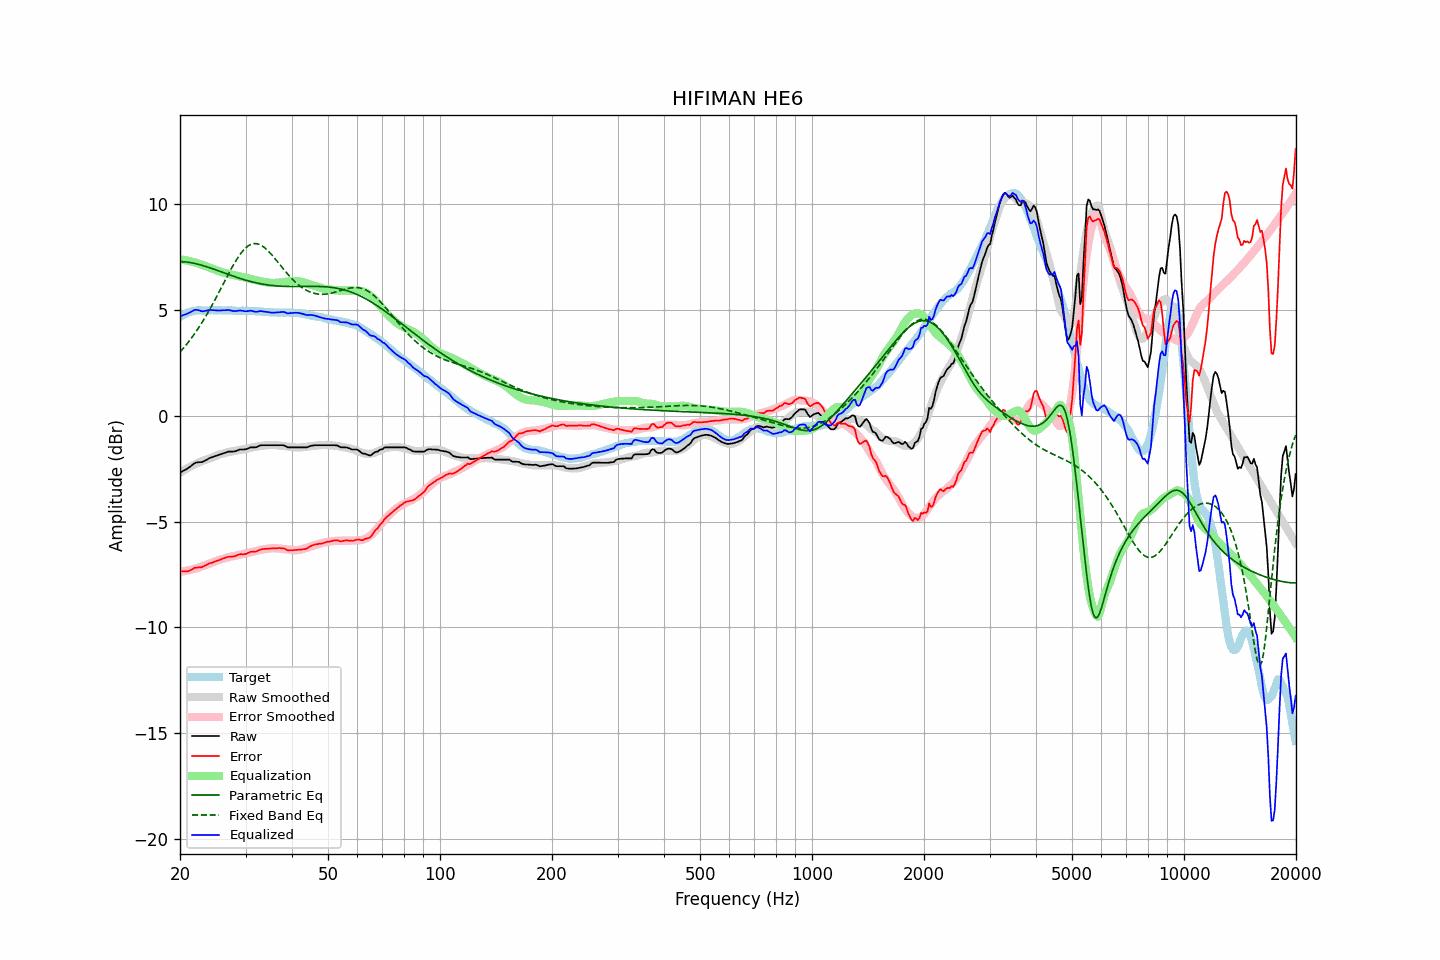 HIFIMAN HE6
Amplitude (dBr)
10
5
0
−5
−10
−15
−20
Target
Raw Smoothed
Error Smoothed
Raw
Error
Equalization
Parametric Eq
Fixed Band Eq
Equalized
20
50
100
200
500
1000
2000
5000
10000
20000
Frequency (Hz)